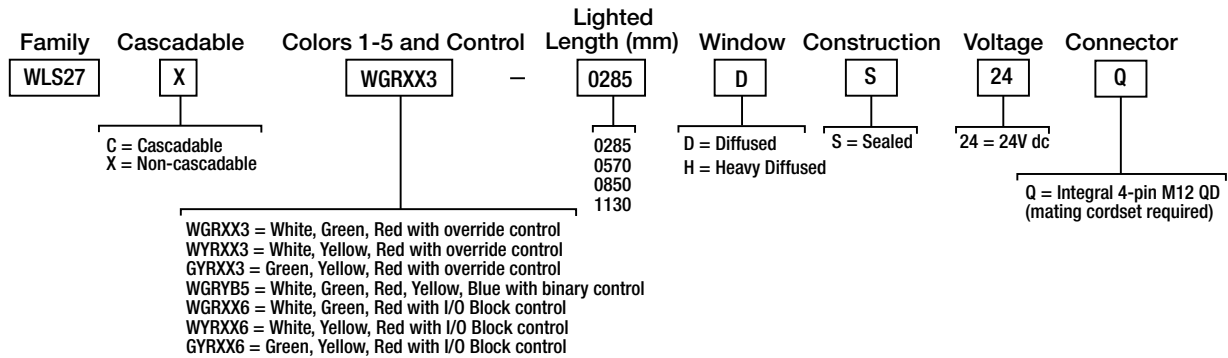 Family Cascadable Colors 1-5 and Control Lighted Length (mm) Window Construction Voltage Connector
WLS27 X WGRXX3 – 0285 D S 24 Q
C = Cascadable
X = Non-cascadable
0285
0570
0850
1130
D = Diffused
H = Heavy Diffused
S = Sealed
24 = 24V dc
Q = Integral 4-pin M12 QD
(mating cordset required)
WGRXX3 = White, Green, Red with override control
WYRXX3 = White, Yellow, Red with override control
GYRXX3 = Green, Yellow, Red with override control
WGRYB5 = White, Green, Red, Yellow, Blue with binary control
WGRXX6 = White, Green, Red with I/O Block control
WYRXX6 = White, Yellow, Red with I/O Block control
GYRXX6 = Green, Yellow, Red with I/O Block control